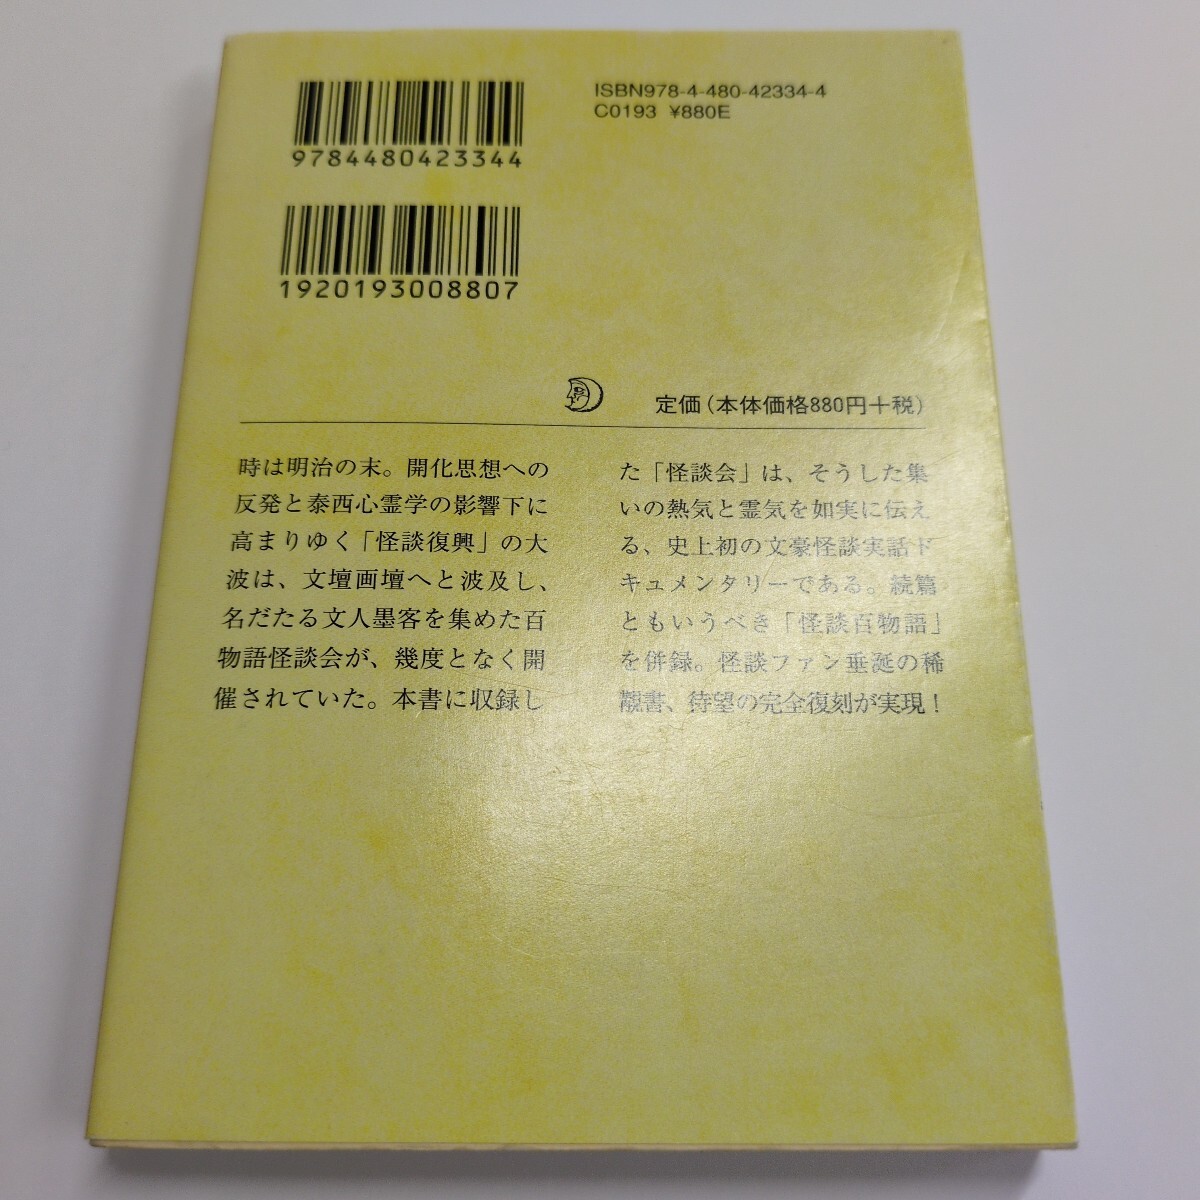 ISBN978-4-480-42334-4
C0193 ¥880E
9784480423344
1920193008807
定価(本体価格880円+税)
時は明治の末。開化思想への
反発と泰西心霊学の影響下に
高まりゆく「怪談復興」の大
波は、文壇画壇へと波及し、
名だたる文人墨客を集めた百
物語怪談会が、幾度となく開
催されていた。本書に収録し
た「怪談会」は、そうした集
いの熱気と霊気を如実に伝え
る、史上初の文豪怪談実話ド
キュメンタリーである。続篇
ともいうべき「怪談百物語」
を併録。怪談ファン垂涎の稀
覯書、待望の完全復刻が実現!